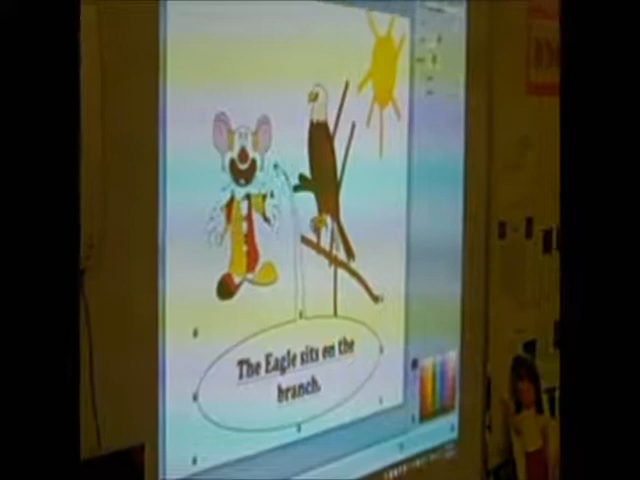 The Eagle sits on the
branch.